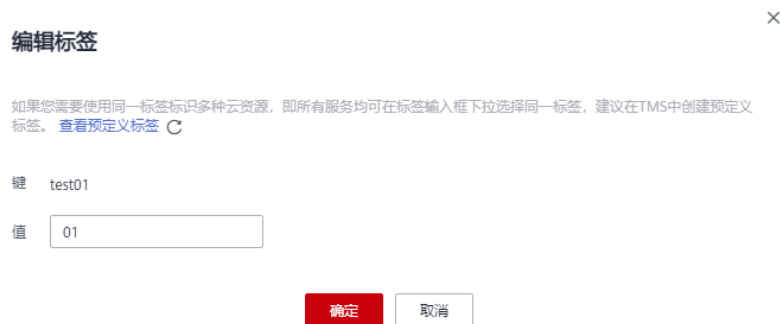 编辑标签
如果您需要使用同一标签标识多种云资源，即所有服务均可在标签输入框下拉选择同一标签，建议在TMS中创建预定义
标签。 查看预定义标签
键 test01
值 01
确定 取消